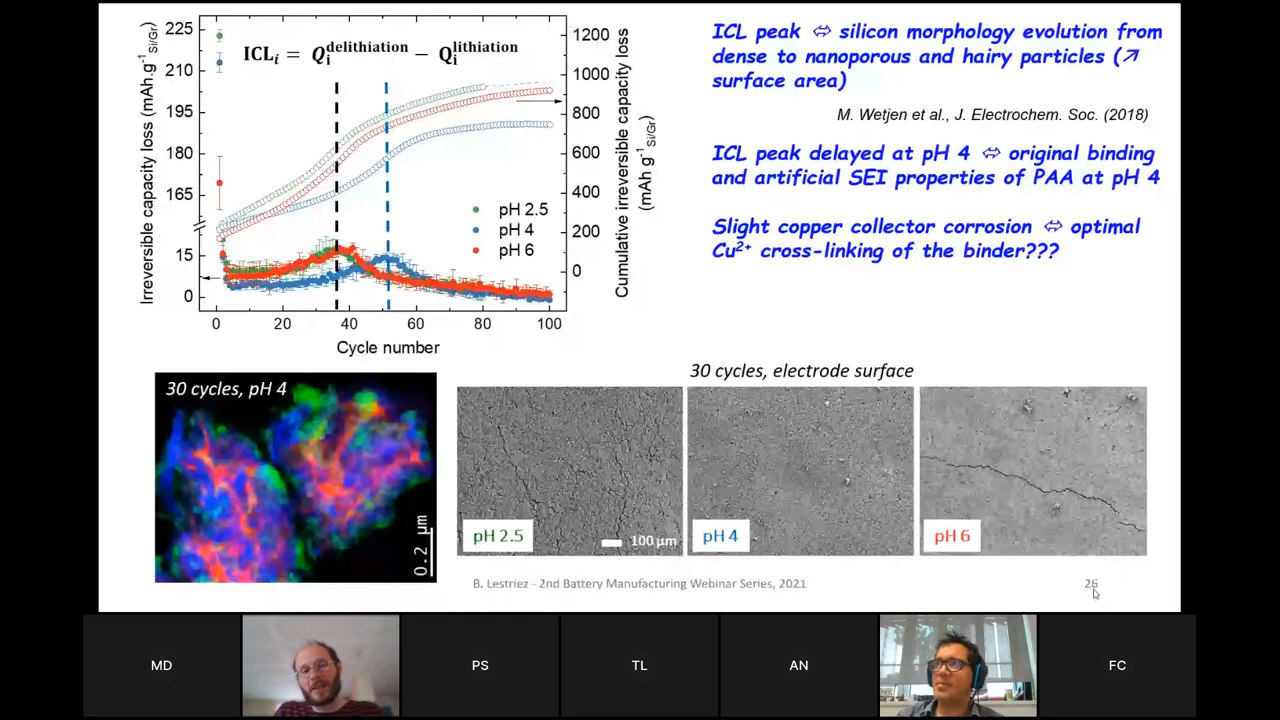 ICL𝑖 = Q i delithiation − Q i lithiation
Irreversible capacity loss (mAh.g⁻¹ Si/Gr)
225
210
195
180
165
15
0
1200
1000
800
600
400
200
0
Cumulative irreversible capacity loss
(mAh g⁻¹ Si/Gr)
pH 2.5
pH 4
pH 6
0 20 40 60 80 100
Cycle number
ICL peak ⇔ silicon morphology evolution from
dense to nanoporous and hairy particles (↗
surface area)
M. Wetjen et al., J. Electrochem. Soc. (2018)
ICL peak delayed at pH 4 ⇔ original binding
and artificial SEI properties of PAA at pH 4
Slight copper collector corrosion ⇔ optimal
Cu²⁺ cross-linking of the binder???
30 cycles, pH 4
0.2 µm
30 cycles, electrode surface
pH 2.5
100 µm
pH 4
pH 6
B. Lestriez - 2nd Battery Manufacturing Webinar Series, 2021
26
MD
PS
TL
AN
FC